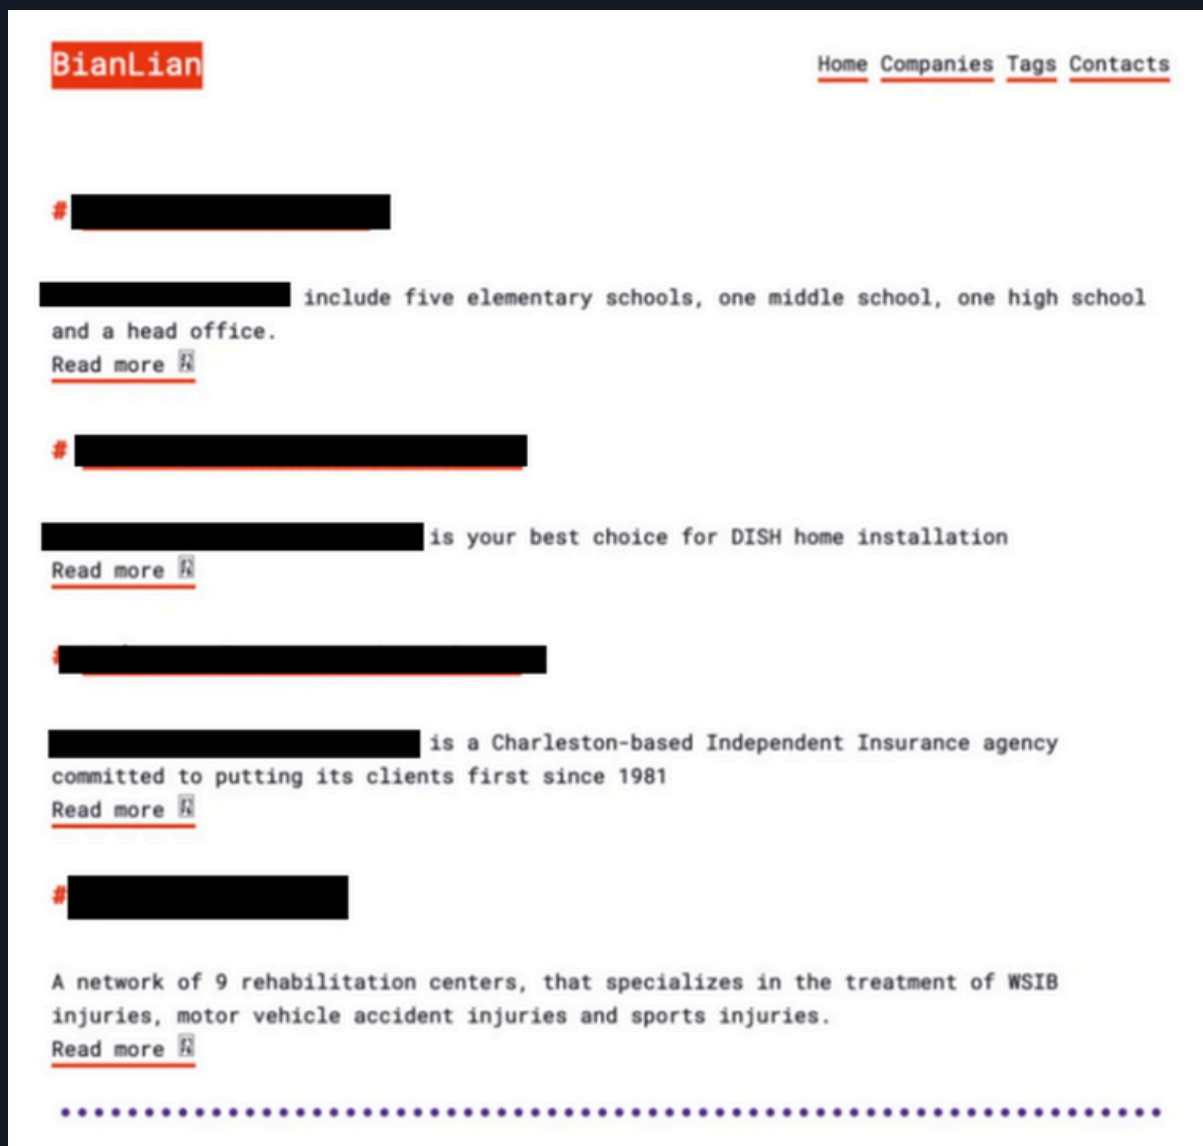 BianLian
Home Companies Tags Contacts
#
include five elementary schools, one middle school, one high school
and a head office.
Read more
#
is your best choice for DISH home installation
Read more
#
is a Charleston-based Independent Insurance agency
committed to putting its clients first since 1981
Read more
#
A network of 9 rehabilitation centers, that specializes in the treatment of WSIB
injuries, motor vehicle accident injuries and sports injuries.
Read more